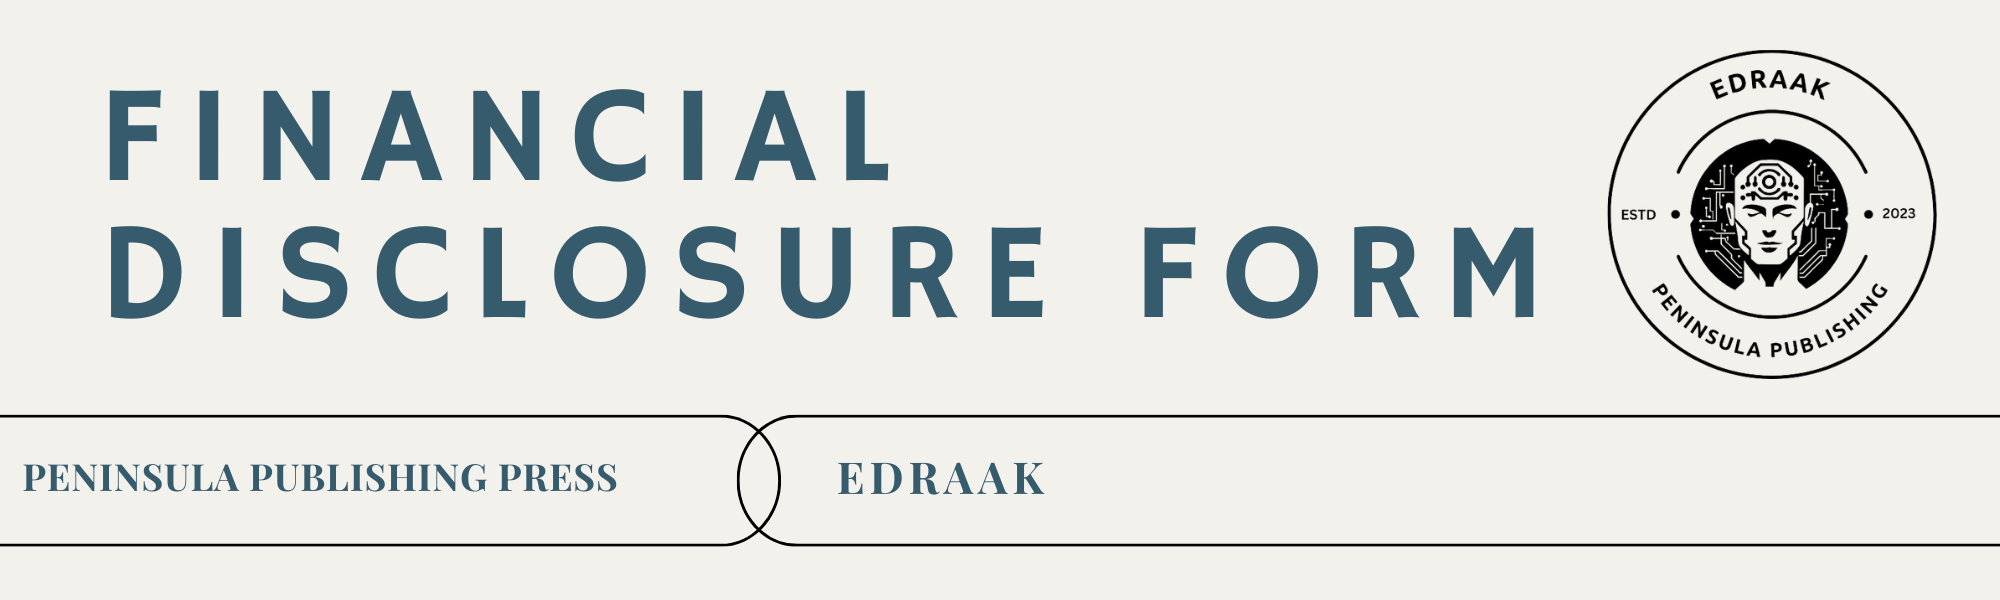 FINANCIAL
DISCLOSURE FORM
EDRAAK
ESTD
2023
PENINSULA PUBLISHING
PENINSULA PUBLISHING PRESS
EDRAAK